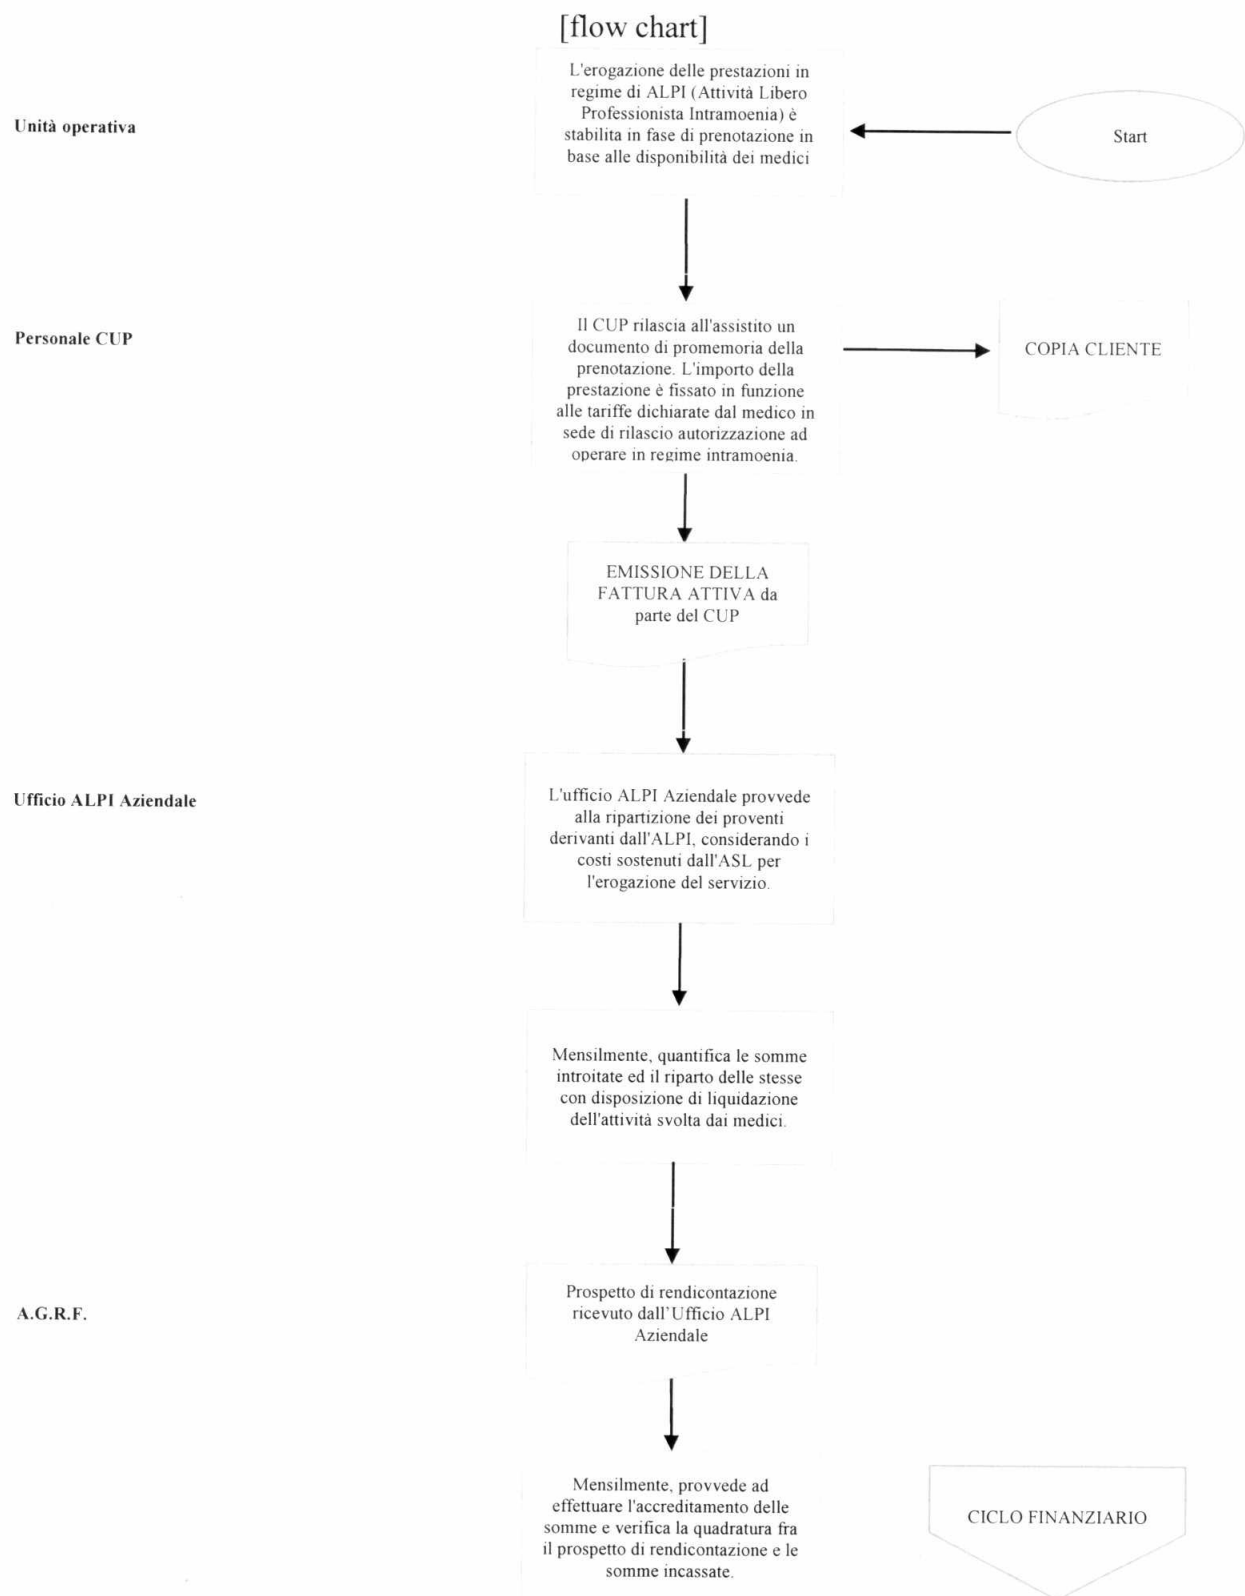 [flow chart]
Unità operativa
L'erogazione delle prestazioni in
regime di ALPI (Attività Libero
Professionista Intramoenia) è
stabilita in fase di prenotazione in
base alle disponibilità dei medici
Start
Personale CUP
Il CUP rilascia all'assistito un
documento di promemoria della
prenotazione. L'importo della
prestazione è fissato in funzione
alle tariffe dichiarate dal medico in
sede di rilascio autorizzazione ad
operare in regime intramoenia.
COPIA CLIENTE
EMISSIONE DELLA
FATTURA ATTIVA da
parte del CUP
Ufficio ALPI Aziendale
L'ufficio ALPI Aziendale provvede
alla ripartizione dei proventi
derivanti dall'ALPI, considerando i
costi sostenuti dall'ASL per
l'erogazione del servizio.
Mensilmente, quantifica le somme
introitate ed il riparto delle stesse
con disposizione di liquidazione
dell'attività svolta dai medici.
A.G.R.F.
Prospetto di rendicontazione
ricevuto dall'Ufficio ALPI
Aziendale
Mensilmente, provvede ad
effettuare l'accreditamento delle
somme e verifica la quadratura fra
il prospetto di rendicontazione e le
somme incassate.
CICLO FINANZIARIO